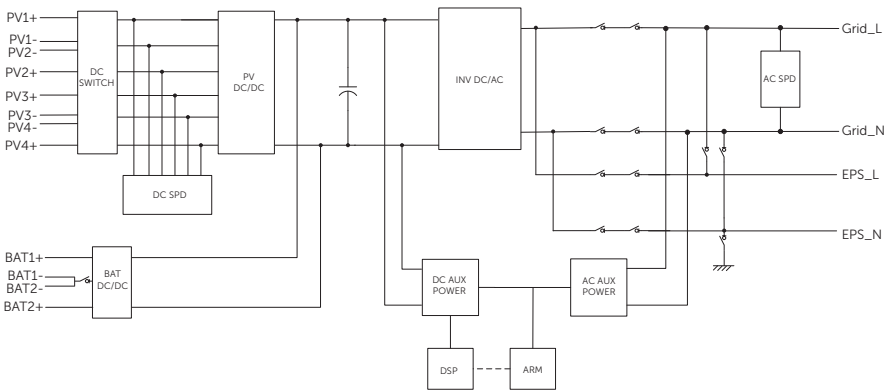 PV1+
PV1-
PV2-
PV2+
PV3+
PV3-
PV4-
PV4+
DC
SWITCH
PV
DC/DC
DC SPD
INV DC/AC
AC SPD
Grid_L
Grid_N
EPS_L
EPS_N
BAT1+
BAT1-
BAT2-
BAT2+
BAT
DC/DC
DC AUX
POWER
AC AUX
POWER
DSP
ARM